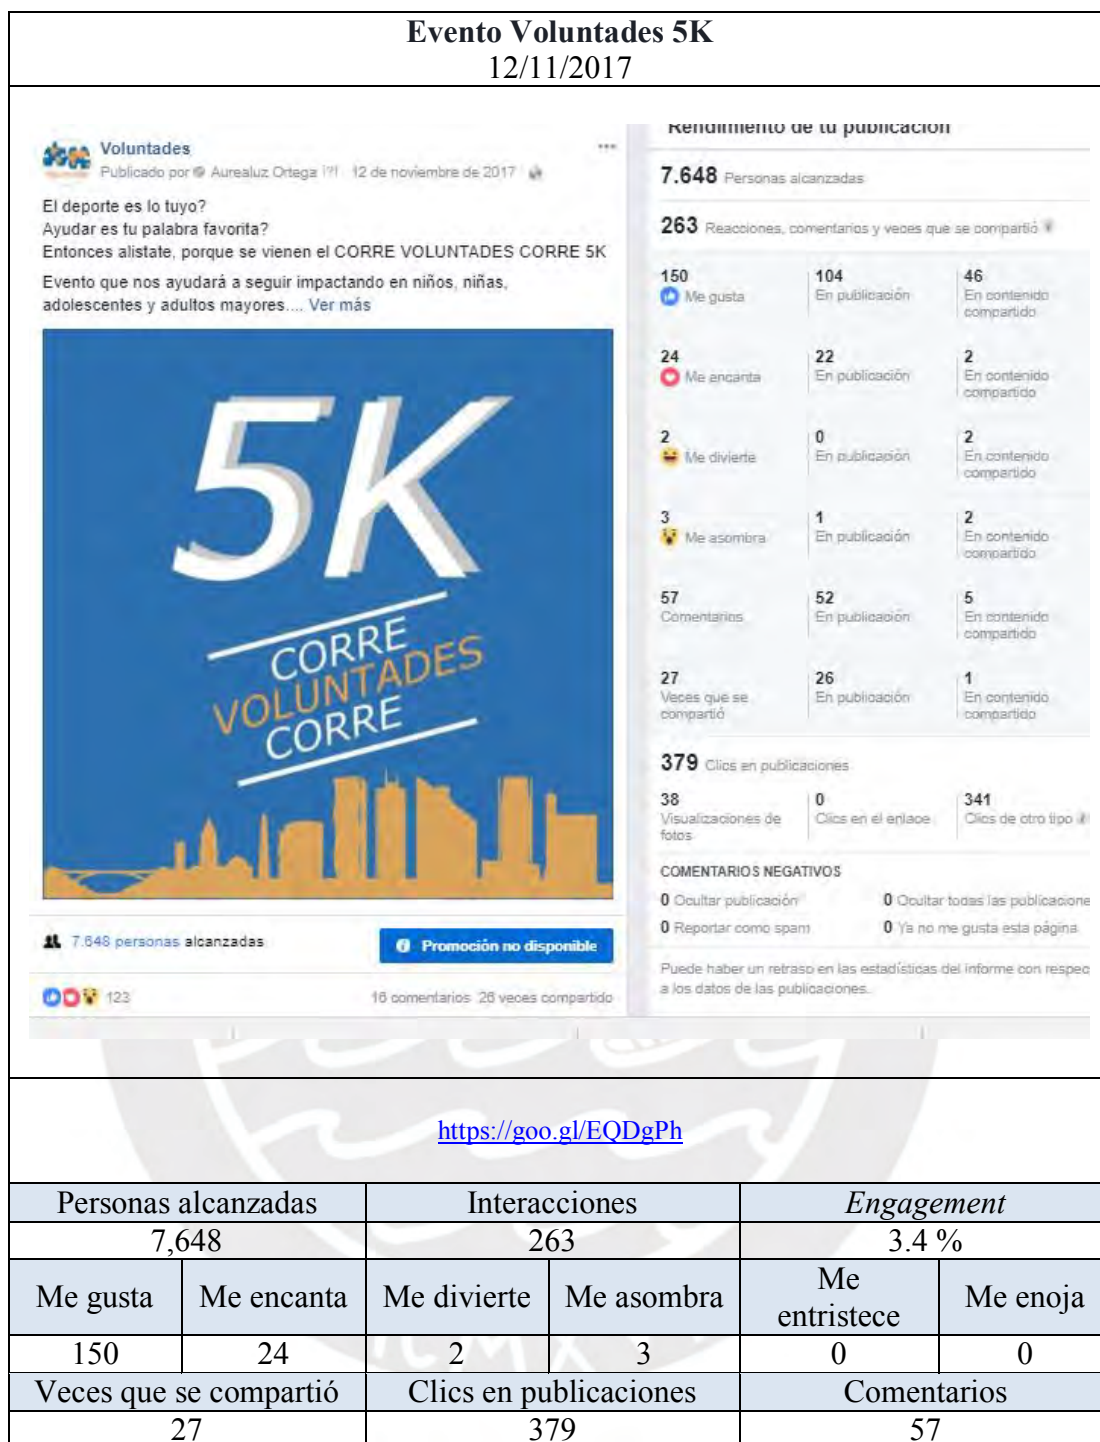 Evento Voluntades 5K
12/11/2017
Voluntades
Publicado por Aurealuz Ortega [?] 12 de noviembre de 2017
El deporte es lo tuyo?
Ayudar es tu palabra favorita?
Entonces alistate, porque se vienen el CORRE VOLUNTADES CORRE 5K
Evento que nos ayudará a seguir impactando en niños, niñas,
adolescentes y adultos mayores.... Ver más
5K
CORRE
VOLUNTADES
CORRE
7.648 personas alcanzadas
Promoción no disponible
123
16 comentarios 26 veces compartido
Rendimiento de tu publicación
7.648 Personas alcanzadas
263 Reacciones, comentarios y veces que se compartió
150 104 46
Me gusta En publicación En contenido
compartido
24 22 2
Me encanta En publicación En contenido
compartido
2 0 2
Me divierte En publicación En contenido
compartido
3 1 2
Me asombra En publicación En contenido
compartido
57 52 5
Comentarios En publicación En contenido
compartido
27 26 1
Veces que se En publicación En contenido
compartió compartido
379 Clics en publicaciones
38 0 341
Visualizaciones de Clics en el enlace Clics de otro tipo
fotos
COMENTARIOS NEGATIVOS
0 Ocultar publicación 0 Ocultar todas las publicacione
0 Reportar como spam 0 Ya no me gusta esta página
Puede haber un retraso en las estadísticas del informe con respec
a los datos de las publicaciones.
https://goo.gl/EQDgPh
Personas alcanzadas Interacciones Engagement
7,648 263 3.4 %
Me gusta Me encanta Me divierte Me asombra Me
entristece Me enoja
150 24 2 3 0 0
Veces que se compartió Clics en publicaciones Comentarios
27 379 57